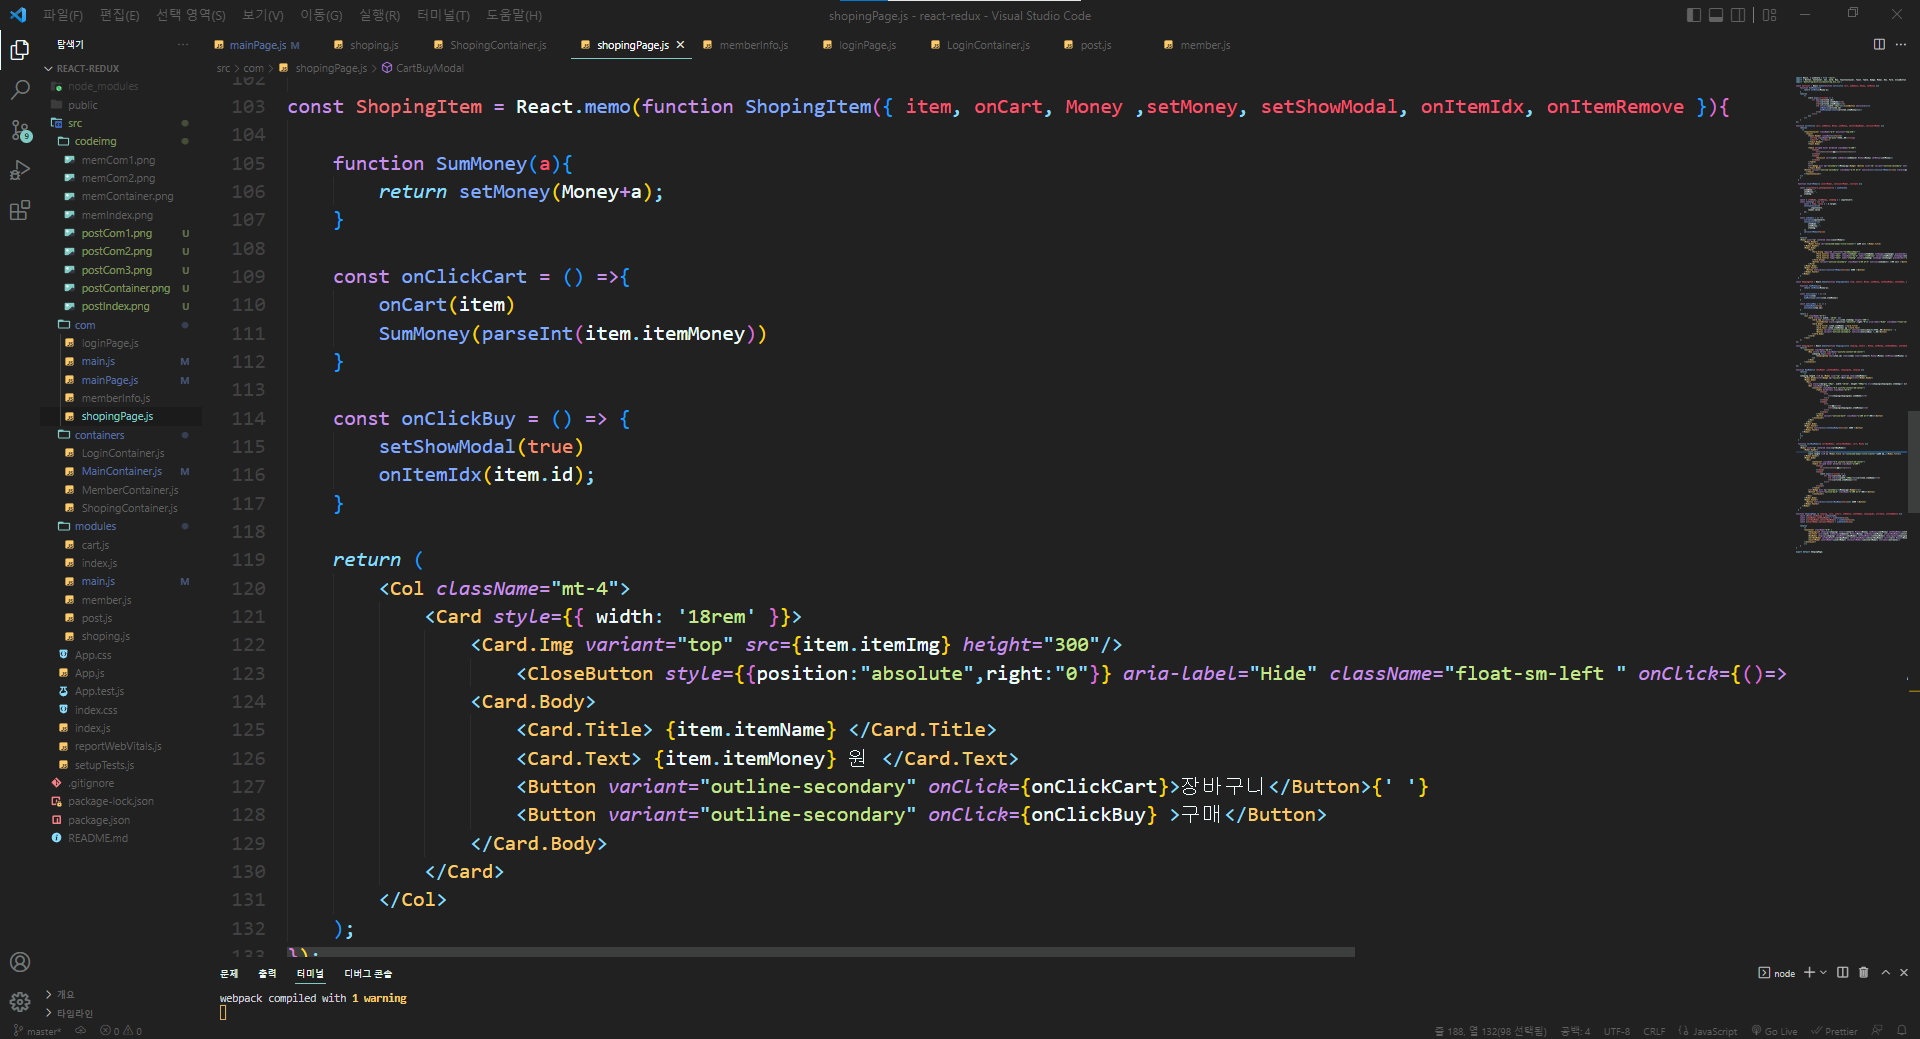 파일(F) 편집(E) 선택 영역(S) 보기(V) 이동(G) 실행(R) 터미널(T) 도움말(H)
shopingPage.js - react-redux - Visual Studio Code
탐색기 ···
mainPage.js M shoping.js ShopingContainer.js shopingPage.js memberInfo.js loginPage.js LoginContainer.js post.js member.js
src > com > shopingPage.js > CartBuyModal
REACT-REDUX
node_modules
public
src
codeimg
memCom1.png
memCom2.png
memContainer.png
memIndex.png
postCom1.png U
postCom2.png U
postCom3.png U
postContainer.png U
postIndex.png U
com
loginPage.js
main.js M
mainPage.js M
memberInfo.js
shopingPage.js
containers
LoginContainer.js
MainContainer.js M
MemberContainer.js
ShopingContainer.js
modules
cart.js
index.js
main.js M
member.js
post.js
shoping.js
App.css
App.js
App.test.js
index.css
index.js
reportWebVitals.js
setupTests.js
.gitignore
package-lock.json
package.json
README.md
개요
타임라인
9
102
103 const ShopingItem = React.memo(function ShopingItem({ item, onCart, Money ,setMoney, setShowModal, onItemIdx, onItemRemove }){
104
105 function SumMoney(a){
106 return setMoney(Money+a);
107 }
108
109 const onClickCart = () =>{
110 onCart(item)
111 SumMoney(parseInt(item.itemMoney))
112 }
113
114 const onClickBuy = () => {
115 setShowModal(true)
116 onItemIdx(item.id);
117 }
118
119 return (
120 <Col className="mt-4">
121 <Card style={{ width: '18rem' }}>
122 <Card.Img variant="top" src={item.itemImg} height="300"/>
123 <CloseButton style={{position:"absolute",right:"0"}} aria-label="Hide" className="float-sm-left " onClick={()=>
124 <Card.Body>
125 <Card.Title> {item.itemName} </Card.Title>
126 <Card.Text> {item.itemMoney} 원 </Card.Text>
127 <Button variant="outline-secondary" onClick={onClickCart}>장바구니</Button>{' '}
128 <Button variant="outline-secondary" onClick={onClickBuy} >구매</Button>
129 </Card.Body>
130 </Card>
131 </Col>
132 );
133 });
문제 출력 터미널 디버그 콘솔
node
webpack compiled with 1 warning
master* 0 0
줄 188, 열 132(98 선택됨) 공백: 4 UTF-8 CRLF JavaScript Go Live Prettier